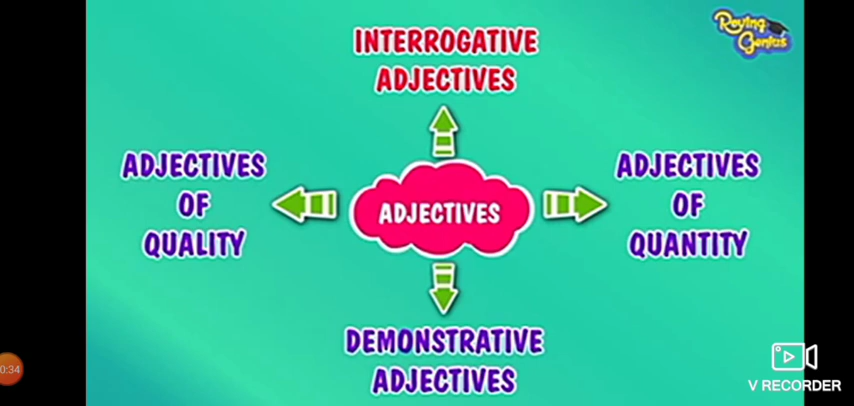 Roving
Genius
INTERROGATIVE
ADJECTIVES
ADJECTIVES
OF
QUALITY
ADJECTIVES
ADJECTIVES
OF
QUANTITY
DEMONSTRATIVE
ADJECTIVES
0:34
V RECORDER